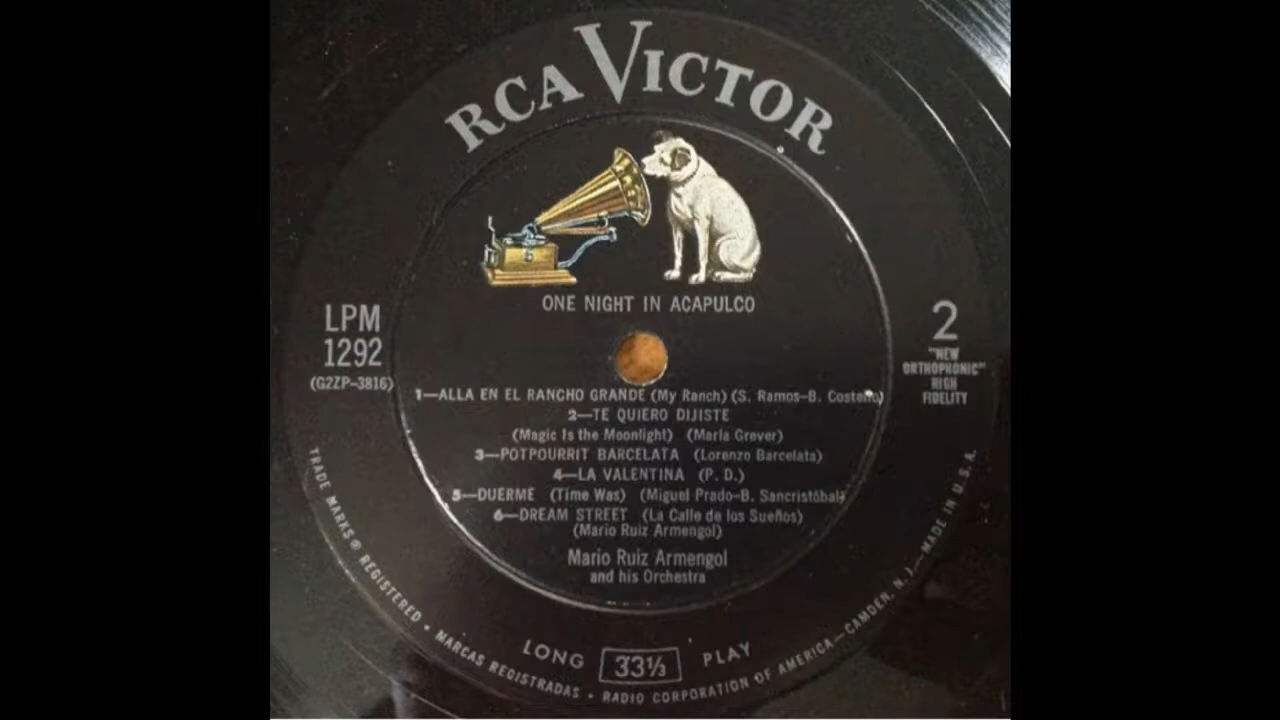 RCA VICTOR
ONE NIGHT IN ACAPULCO
LPM
1292
(G2ZP-3816)
2
"NEW
ORTHOPHONIC"
HIGH
FIDELITY
1—ALLA EN EL RANCHO GRANDE (My Ranch) (S. Ramos-B. Costeño)
2—TE QUIERO DIJISTE
(Magic Is the Moonlight) (Maria Grever)
3—POTPOURRIT BARCELATA (Lorenzo Barcelata)
4—LA VALENTINA (P. D.)
5—DUERME (Time Was) (Miguel Prado-B. Sancristóbal)
6—DREAM STREET (La Calle de los Sueños)
(Mario Ruiz Armengol)
Mario Ruiz Armengol
and his Orchestra
LONG 33⅓ PLAY
TRADE MARKS ® REGISTERED • MARCAS REGISTRADAS • RADIO CORPORATION OF AMERICA—CAMDEN, N. J.—MADE IN U.S.A.